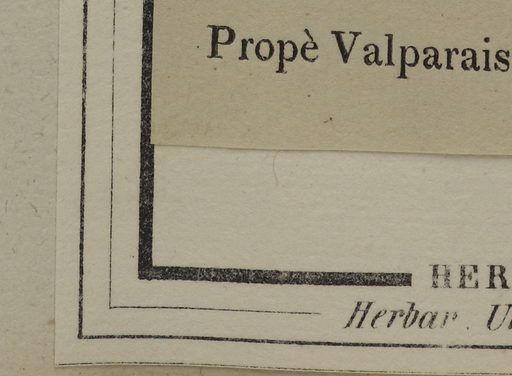 Propè Valparais
HER
Herbar. U